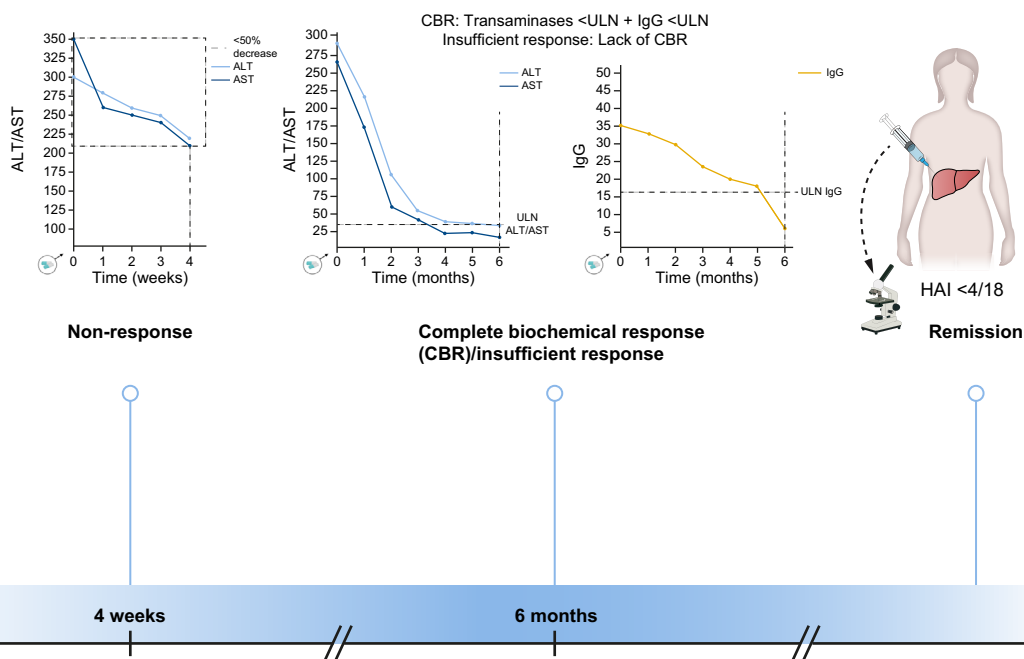 CBR: Transaminases <ULN + IgG <ULN
Insufficient response: Lack of CBR
<50%
decrease
ALT
AST
350
325
300
275
250
225
200
175
150
125
100
ALT/AST
0 1 2 3 4
Time (weeks)
300
275
250
225
200
175
150
125
100
75
50
25
ALT/AST
ALT
AST
ULN
ALT/AST
0 1 2 3 4 5 6
Time (months)
50
45
40
35
30
25
20
15
10
5
IgG
IgG
ULN IgG
0 1 2 3 4 5 6
Time (months)
HAI <4/18
Non-response
Complete biochemical response
(CBR)/insufficient response
Remission
4 weeks
6 months